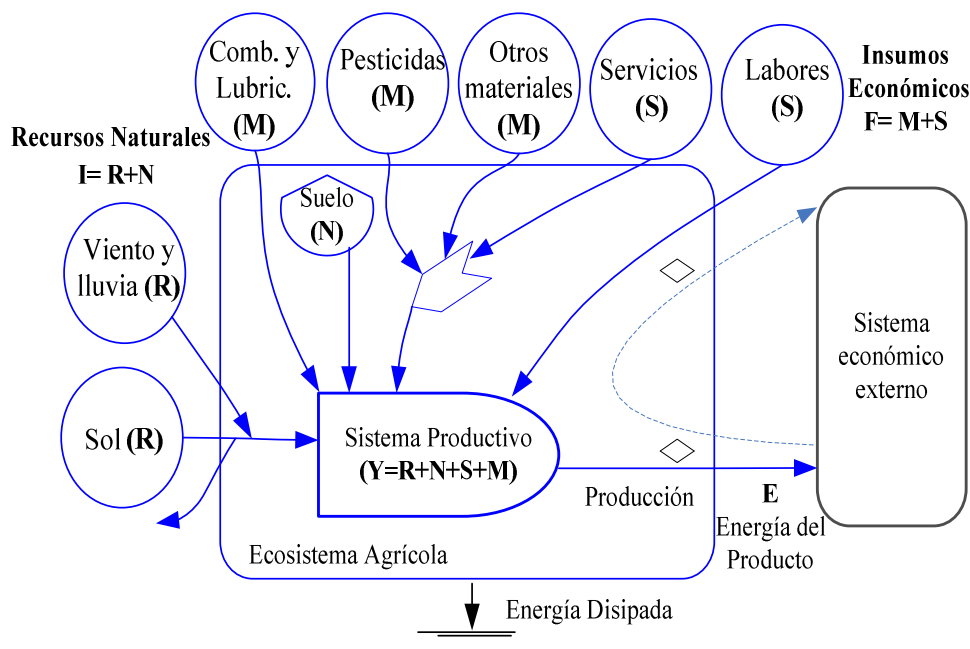 Comb. y
Lubric.
(M)
Pesticidas
(M)
Otros
materiales
(M)
Servicios
(S)
Labores
(S)
Insumos
Económicos
F= M+S
Recursos Naturales
I= R+N
Suelo
(N)
Viento y
lluvia (R)
Sol (R)
Sistema Productivo
(Y=R+N+S+M)
Sistema
económico
externo
Producción
E
Energía del
Producto
Ecosistema Agrícola
Energía Disipada